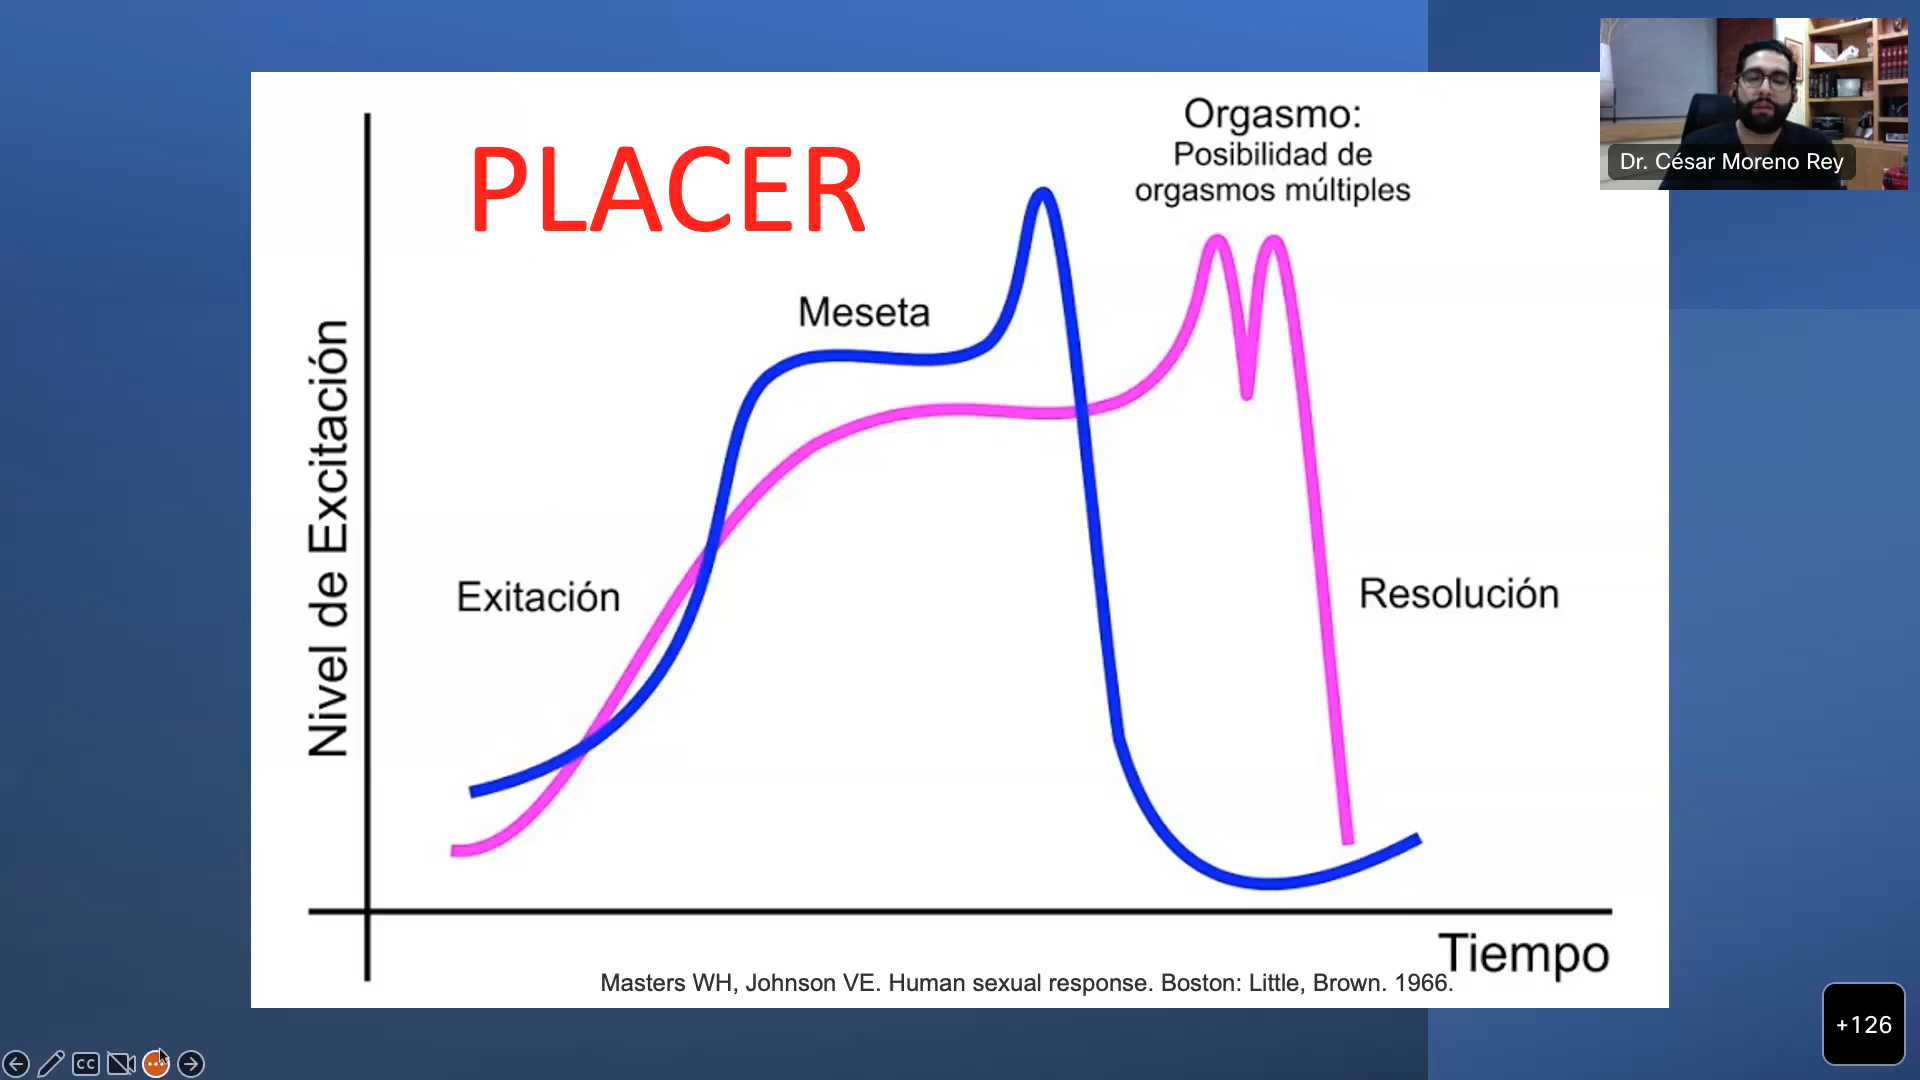 PLACER
Orgasmo:
Posibilidad de
orgasmos múltiples
Dr. César Moreno Rey
Meseta
Nivel de Excitación
Exitación
Resolución
Tiempo
Masters WH, Johnson VE. Human sexual response. Boston: Little, Brown. 1966.
+126
CC